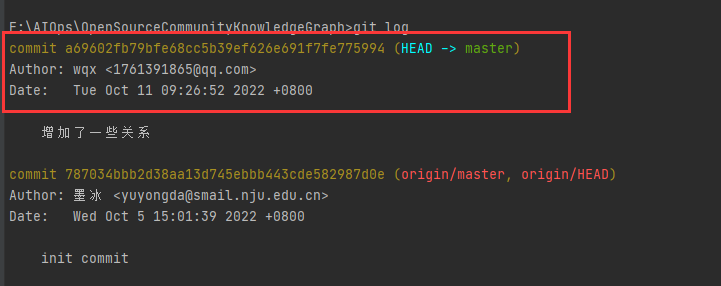 E:\AIOps\OpenSourceCommunityKnowledgeGraph>git log
commit a69602fb79bfe68cc5b39ef626e691f7fe775994 (HEAD -> master)
Author: wqx <1761391865@qq.com>
Date:   Tue Oct 11 09:26:52 2022 +0800
增加了一些关系
commit 787034bbb2d38aa13d745ebbb443cde582987d0e (origin/master, origin/HEAD)
Author: 墨冰 <yuyongda@smail.nju.edu.cn>
Date:   Wed Oct 5 15:01:39 2022 +0800
init commit